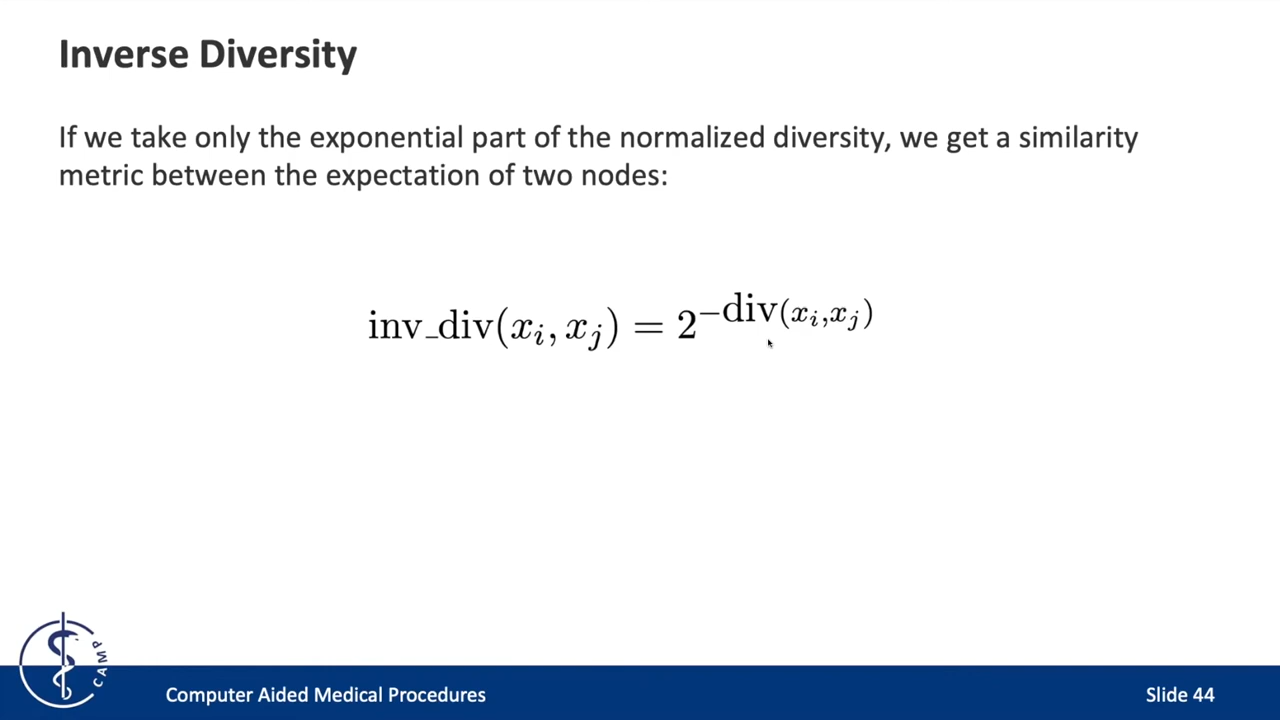 Inverse Diversity
If we take only the exponential part of the normalized diversity, we get a similarity
metric between the expectation of two nodes:
inv_div(x_i, x_j) = 2^{-div(x_i,x_j)}
CAMP
Computer Aided Medical Procedures
Slide 44